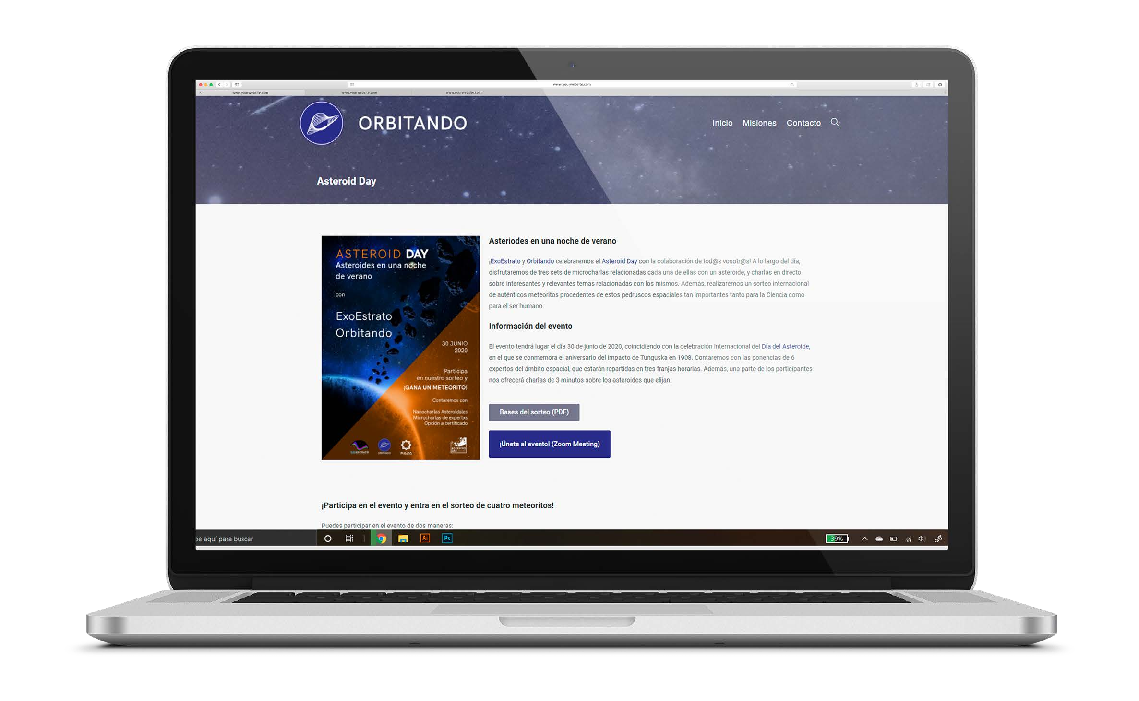 ORBITANDO
Inicio Misiones Contacto
Asteroid Day
ASTEROID DAY
Asteroides en una noche
de verano
con
ExoEstrato
Orbitando
30 JUNIO
2020
Participa
en nuestro sorteo y
¡GANA UN METEORITO!
Contaremos con
Microcharlas de expertos
Opción a certificado
Asteriodes en una noche de verano
¡ExoEstrato y Orbitando celebraremos el Asteroid Day con la colaboración de tod@s vosotr@s! A lo largo del día,
disfrutaremos de tres sets de microcharlas relacionadas cada una de ellas con un asteroide, y charlas en directo
sobre interesantes y relevantes temas relacionadas con los mismos. Además, realizaremos un sorteo internacional
de auténticos meteoritos procedentes de estos pedruscos espaciales tan importantes tanto para la Ciencia como
para el ser humano.
Información del evento
El evento tendrá lugar el día 30 de junio de 2020, coincidiendo con la celebración Internacional del Día del Asteroide,
en el que se conmemora el aniversario del impacto de Tunguska en 1908. Contaremos con las ponencias de 6
expertos del ámbito espacial, que estarán repartidas en tres franjas horarias. Además, una parte de los participantes
nos ofrecerá charlas de 3 minutos sobre los asteroides que elijan.
Bases del sorteo (PDF)
¡Únete al evento! (Zoom Meeting)
¡Participa en el evento y entra en el sorteo de cuatro meteoritos!
Puedes participar en el evento de dos maneras:
be aquí para buscar
Ai Ps